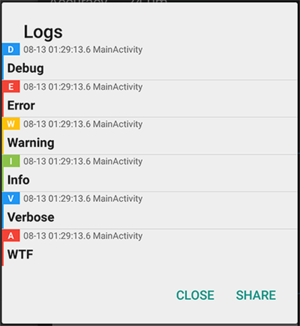 Logs
D 08-13 01:29:13.6 MainActivity
Debug
E 08-13 01:29:13.6 MainActivity
Error
W 08-13 01:29:13.6 MainActivity
Warning
I 08-13 01:29:13.6 MainActivity
Info
V 08-13 01:29:13.6 MainActivity
Verbose
A 08-13 01:29:13.6 MainActivity
WTF
CLOSE SHARE